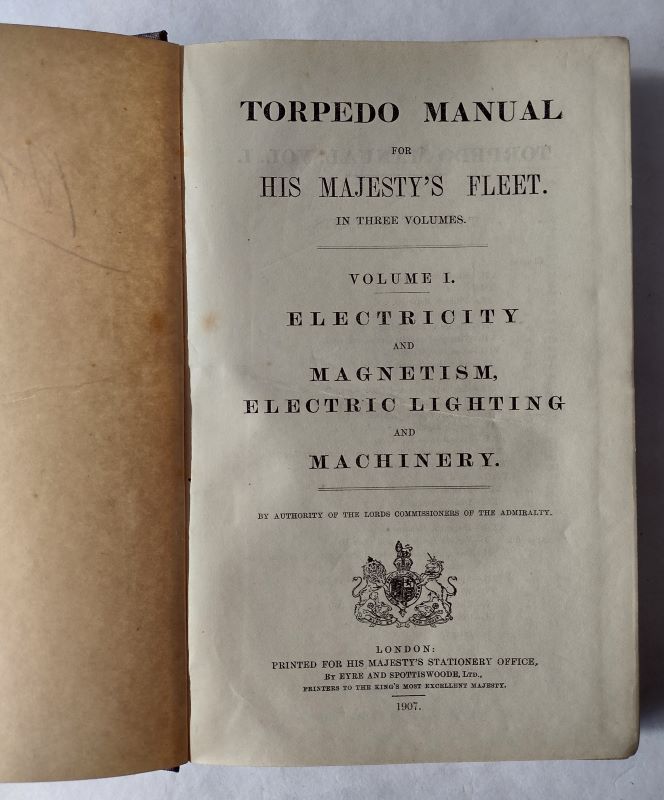 TORPEDO MANUAL
FOR
HIS MAJESTY'S FLEET.
IN THREE VOLUMES.
VOLUME I.
ELECTRICITY
AND
MAGNETISM,
ELECTRIC LIGHTING
AND
MACHINERY.
BY AUTHORITY OF THE LORDS COMMISSIONERS OF THE ADMIRALTY.
LONDON:
PRINTED FOR HIS MAJESTY'S STATIONERY OFFICE,
BY EYRE AND SPOTTISWOODE, LTD.,
PRINTERS TO THE KING'S MOST EXCELLENT MAJESTY.
1907.